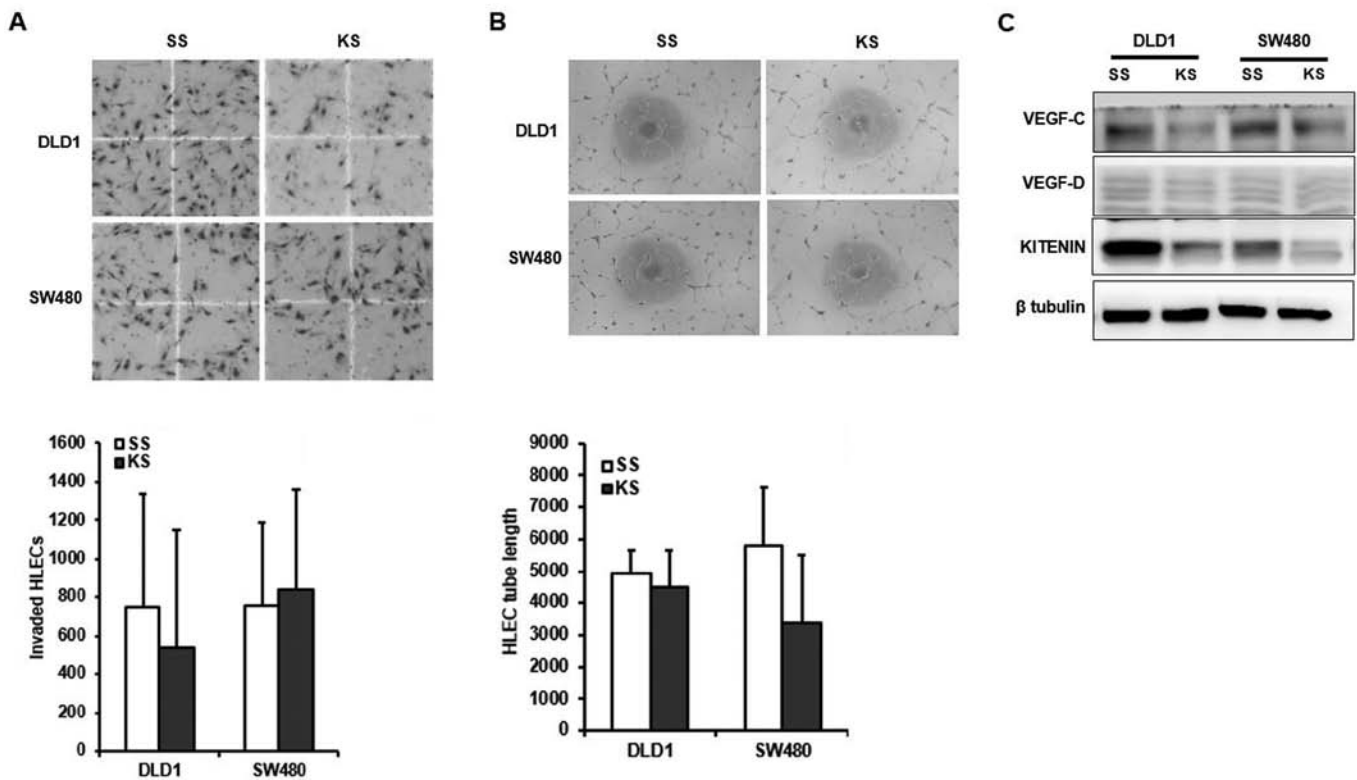 A
SS KS
DLD1
SW480
B
SS KS
DLD1
SW480
C
DLD1 SW480
SS KS SS KS
VEGF-C
VEGF-D
KITENIN
β tubulin
Invaded HLECs
1600
1400
1200
1000
800
600
400
200
0
SS
KS
DLD1 SW480
HLEC tube length
9000
8000
7000
6000
5000
4000
3000
2000
1000
0
SS
KS
DLD1 SW480